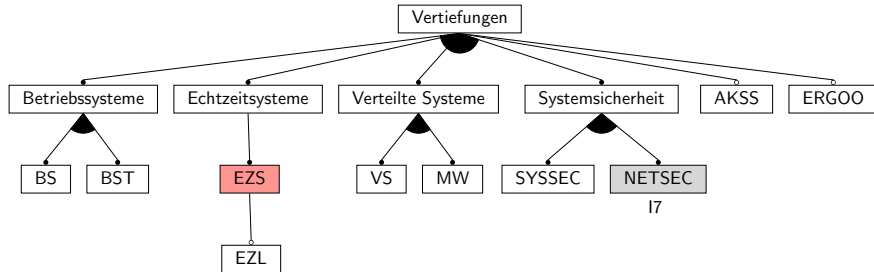 Vertiefungen
Betriebssysteme Echtzeitsysteme Verteilte Systeme Systemsicherheit AKSS ERGOO
BS BST EZS VS MW SYSSEC NETSEC
I7
EZL